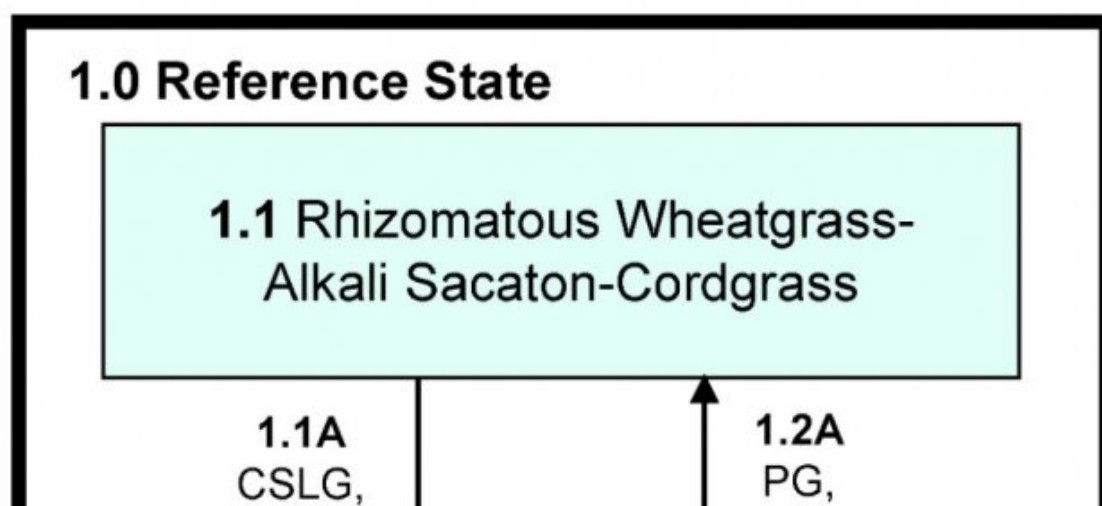 1.0 Reference State
1.1 Rhizomatous Wheatgrass-
Alkali Sacaton-Cordgrass
1.1A
CSLG,
1.2A
PG,